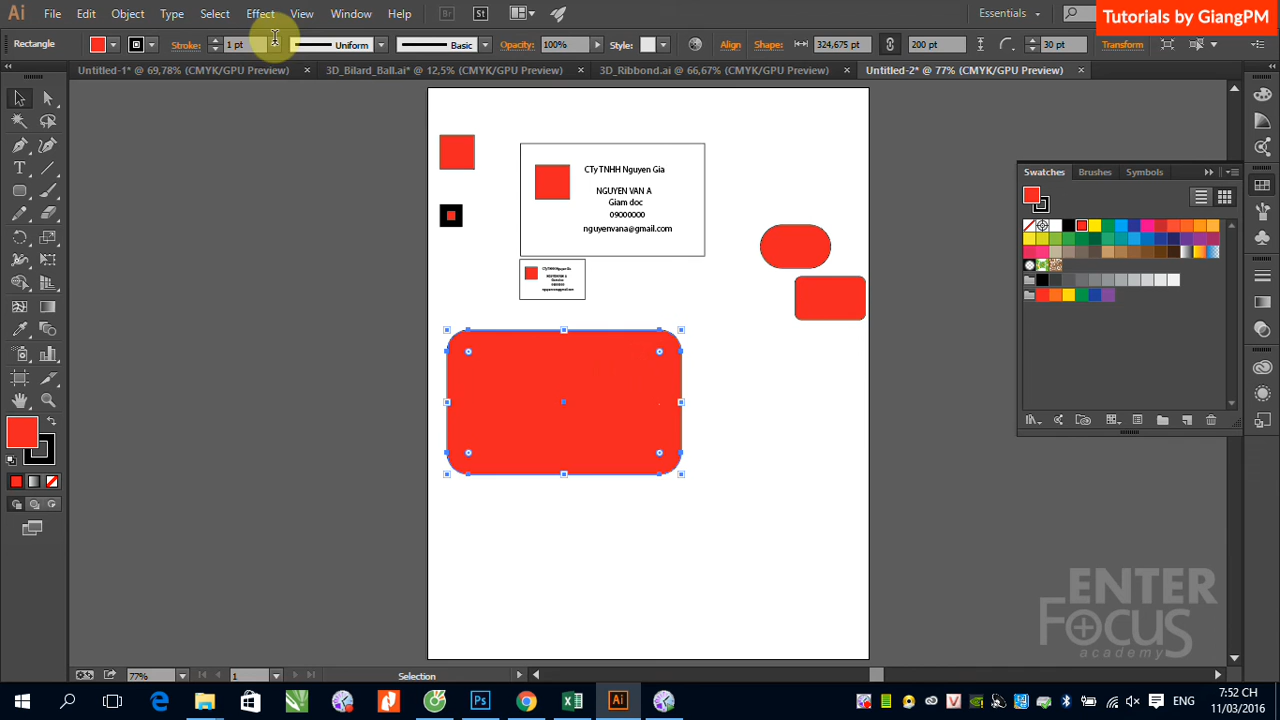 Ai File Edit Object Type Select Effect View Window Help Br St Essentials
Tutorials by GiangPM
Rectangle Stroke: 1 pt Uniform Basic Opacity: 100% Style: Align Shape: 324,675 pt 200 pt 30 pt Transform
Untitled-1* @ 69,78% (CMYK/GPU Preview) × 3D_Bilard_Ball.ai* @ 12,5% (CMYK/GPU Preview) × 3D_Ribbond.ai @ 66,67% (CMYK/GPU Preview) × Untitled-2* @ 77% (CMYK/GPU Preview) ×
CTy TNHH Nguyen Gia
NGUYEN VAN A
Giam doc
09000000
nguyenvana@gmail.com
Swatches Brushes Symbols
ENTER
FOCUS
academy
77% 1 Selection
Ps Ai V ENG
7:52 CH
11/03/2016